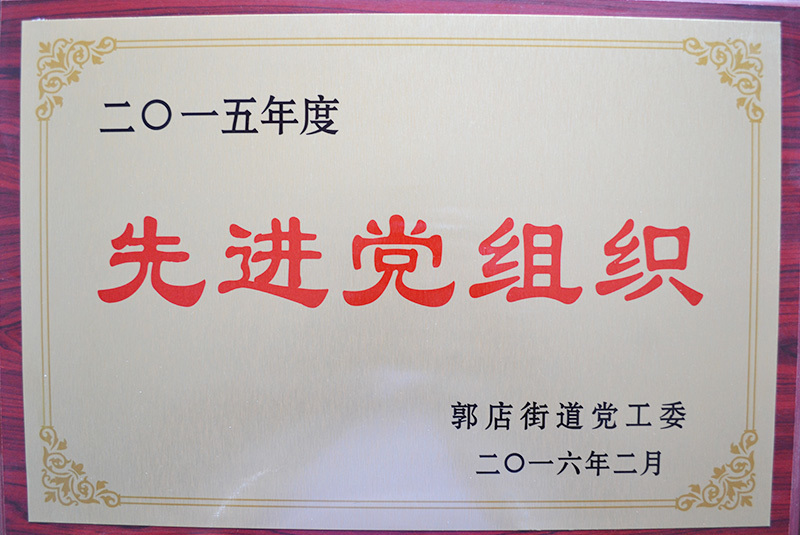 二〇一五年度
先进党组织
郭店街道党工委
二〇一六年二月